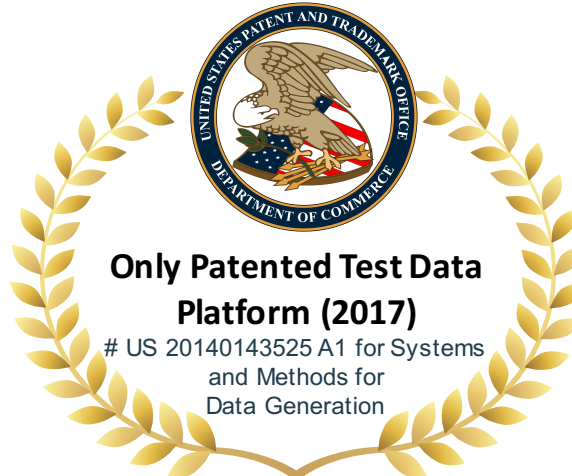 UNITED STATES PATENT AND TRADEMARK OFFICE
DEPARTMENT OF COMMERCE
Only Patented Test Data
Platform (2017)
# US 20140143525 A1 for Systems
and Methods for
Data Generation